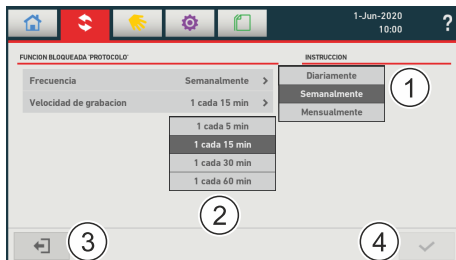 1-Jun-2020
10:00
?
FUNCION BLOQUEADA 'PROTOCOLO'
INSTRUCCION
Frecuencia
Semanalmente >
Velocidad de grabacion
1 cada 15 min >
Diariamente
Semanalmente
Mensualmente
1
1 cada 5 min
1 cada 15 min
1 cada 30 min
1 cada 60 min
2
3
4